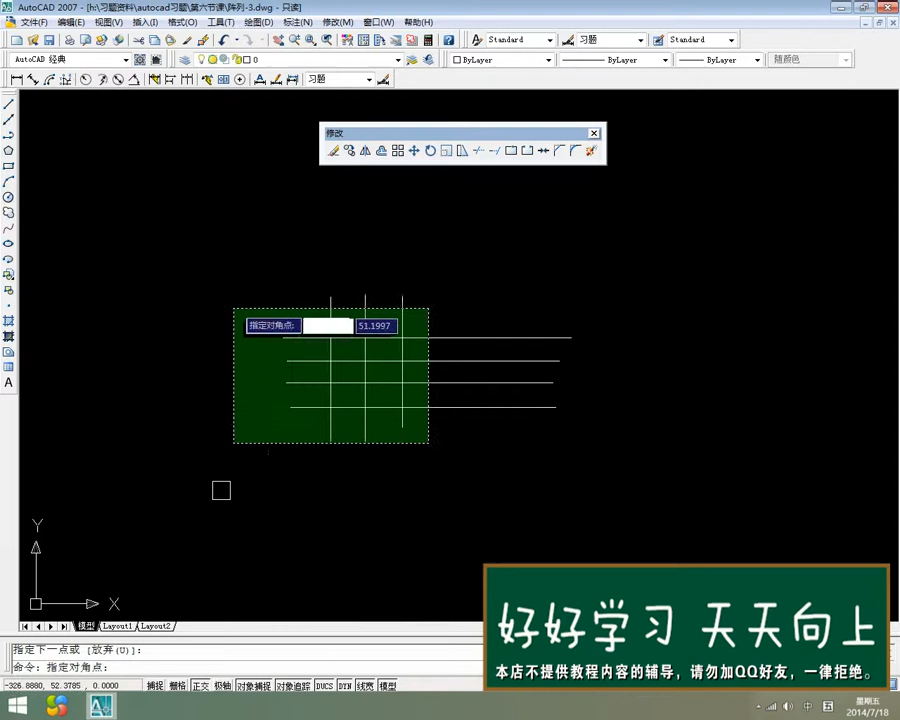 AutoCAD 2007 - [h:\习题资料\autocad习题\第六节课\阵列-3.dwg - 只读]
文件(F) 编辑(E) 视图(V) 插入(I) 格式(O) 工具(T) 绘图(D) 标注(N) 修改(M) 窗口(W) 帮助(H)
Standard 习题 Standard
AutoCAD 经典 0 ByLayer ByLayer ByLayer 随颜色
习题
修改
指定对角点: 51.1997
Y
X
模型 Layout1 Layout2
指定下一点或 [放弃(U)]:
命令: 指定对角点:
-326.8880, 52.3785, 0.0000 捕捉 栅格 正交 极轴 对象捕捉 对象追踪 DUCS DYN 线宽 模型
好好学习 天天向上
本店不提供教程内容的辅导，请勿加QQ好友，一律拒绝。
中
星期五
2014/7/18